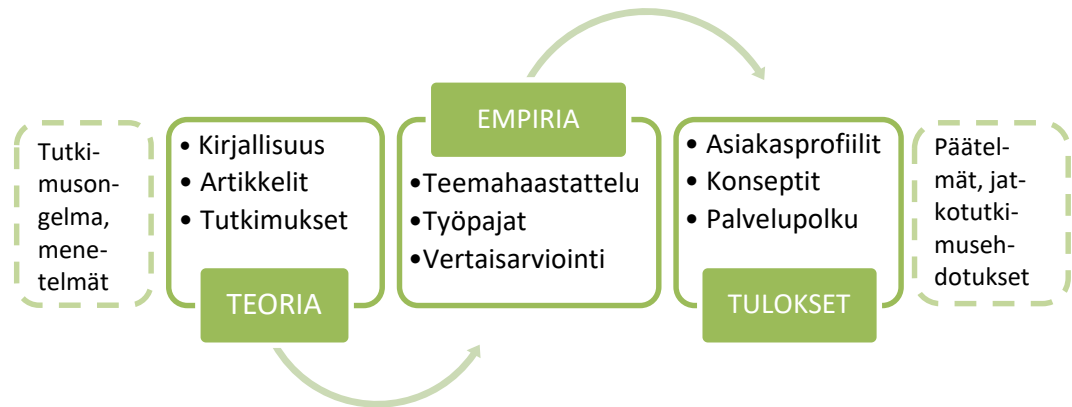 Tutki-
muson-
gelma,
mene-
telmät
• Kirjallisuus
• Artikkelit
• Tutkimukset
TEORIA
EMPIRIA
•Teemahaastattelu
•Työpajat
•Vertaisarviointi
• Asiakasprofiilit
• Konseptit
• Palvelupolku
TULOKSET
Päätel-
mät, jat-
kotutki-
museh-
dotukset